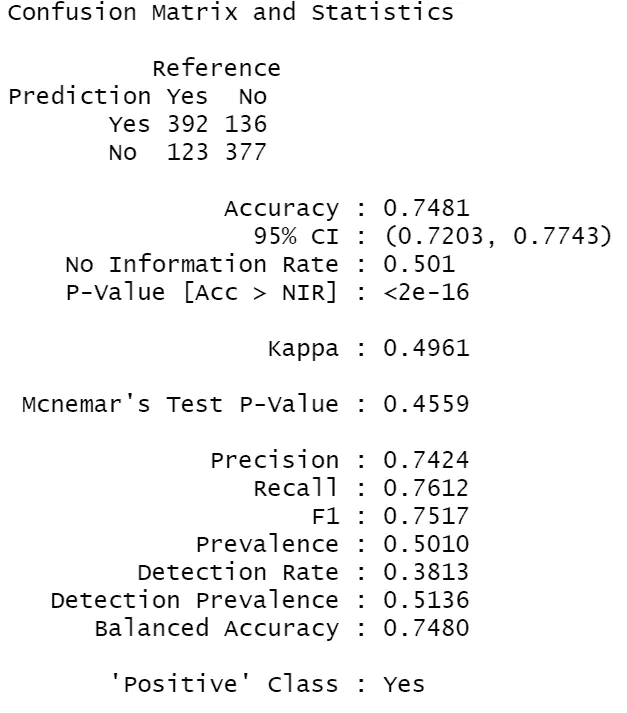 Confusion Matrix and Statistics
Reference
Prediction Yes No
Yes 392 136
No 123 377
Accuracy : 0.7481
95% CI : (0.7203, 0.7743)
No Information Rate : 0.501
P-Value [Acc > NIR] : <2e-16
Kappa : 0.4961
Mcnemar's Test P-Value : 0.4559
Precision : 0.7424
Recall : 0.7612
F1 : 0.7517
Prevalence : 0.5010
Detection Rate : 0.3813
Detection Prevalence : 0.5136
Balanced Accuracy : 0.7480
'Positive' Class : Yes